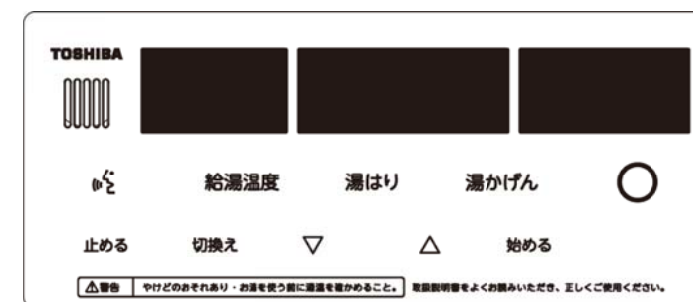 TOSHIBA
給湯温度 湯はり 湯かげん
止める 切換え ▽ △ 始める
⚠警告 やけどのおそれあり・お湯を使う前に湯温を確かめること。 取扱説明書をよくお読みいただき、正しくご使用ください。